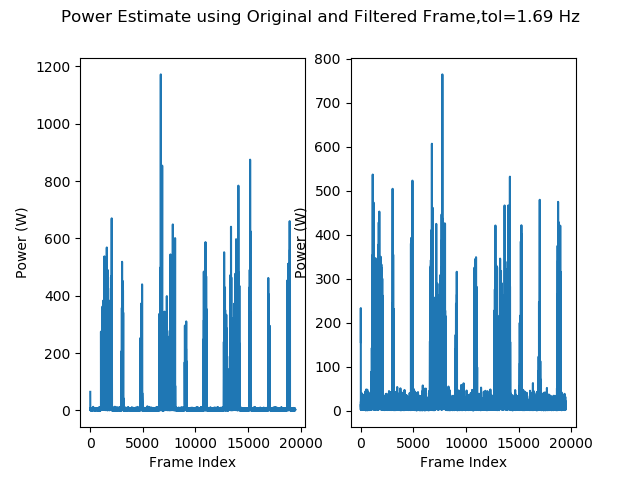 Power Estimate using Original and Filtered Frame,tol=1.69 Hz
1200
1000
800
600
400
200
0
Power (W)
0 5000 10000 15000 20000
Frame Index
800
700
600
500
400
300
200
100
0
Power (W)
0 5000 10000 15000 20000
Frame Index